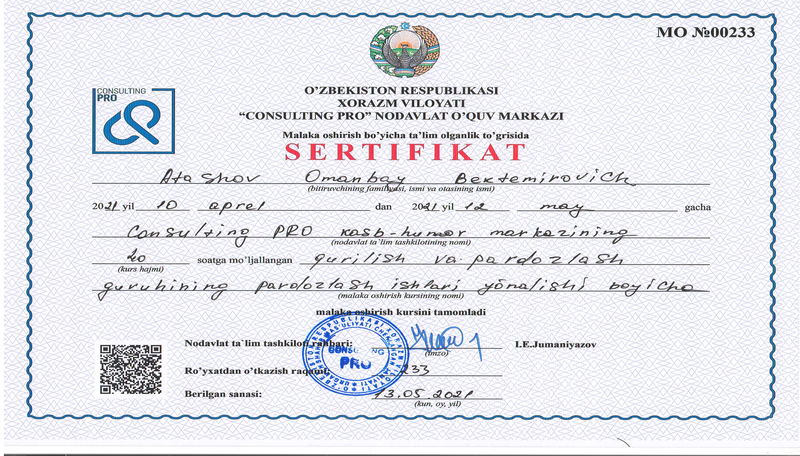 MO №00233
CONSULTING
PRO
O'ZBEKISTON RESPUBLIKASI
XORAZM VILOYATI
“CONSULTING PRO” NODAVLAT O'QUV MARKAZI
Malaka oshirish bo'yicha ta'lim olganlik to'grisida
SERTIFIKAT
Atashov Omanbay Bektemirovich
(bitiruvchining familiyasi, ismi va otasining ismi)
2021 yil 10 aprel dan 2021 yil 12 may gacha
Consulting PRO kasb-hunar markazining
(nodavlat ta`lim tashkilotining nomi)
20 soatga mo'ljallangan qurilish va pardozlash
(kurs hajmi)
guruhining pardozlash ishlari yo'nalishi boyicha
(malaka oshirish kursining nomi)
malaka oshirish kursini tamomladi
Nodavlat ta`lim tashkiloti rahbari: I.E.Jumaniyazov
(imzo)
CONSULTING
PRO
Ro'yxatdan o'tkazish raqami: 233
Berilgan sanasi: 13.05.2021
(kun, oy, yil)